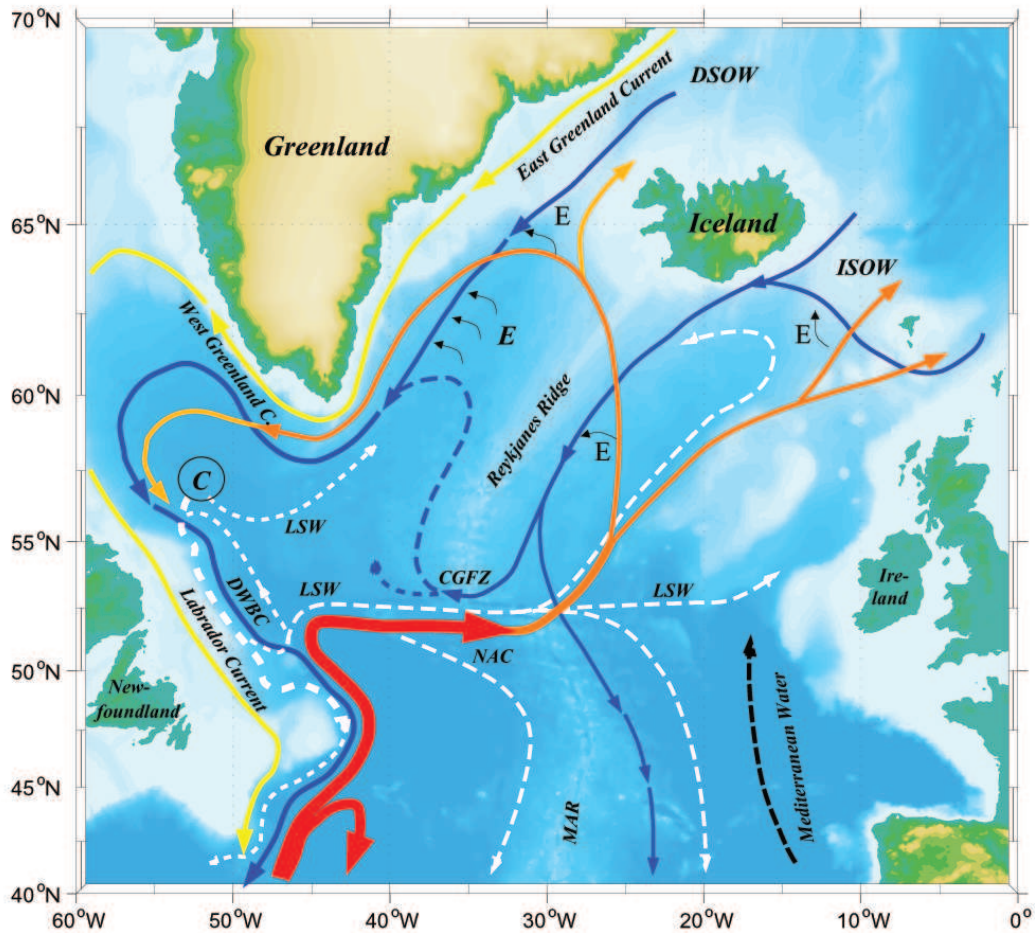 70°N
65°N
60°N
55°N
50°N
45°N
40°N
60°W
50°W
40°W
30°W
20°W
10°W
0°
Greenland
East Greenland Current
DSOW
E
Iceland
ISOW
E
E
West Greenland C.
Reykjanes Ridge
E
C
LSW
DWBC
LSW
CGFZ
LSW
Ire-
land
Labrador Current
NAC
New-
foundland
Mediterranean Water
MAR